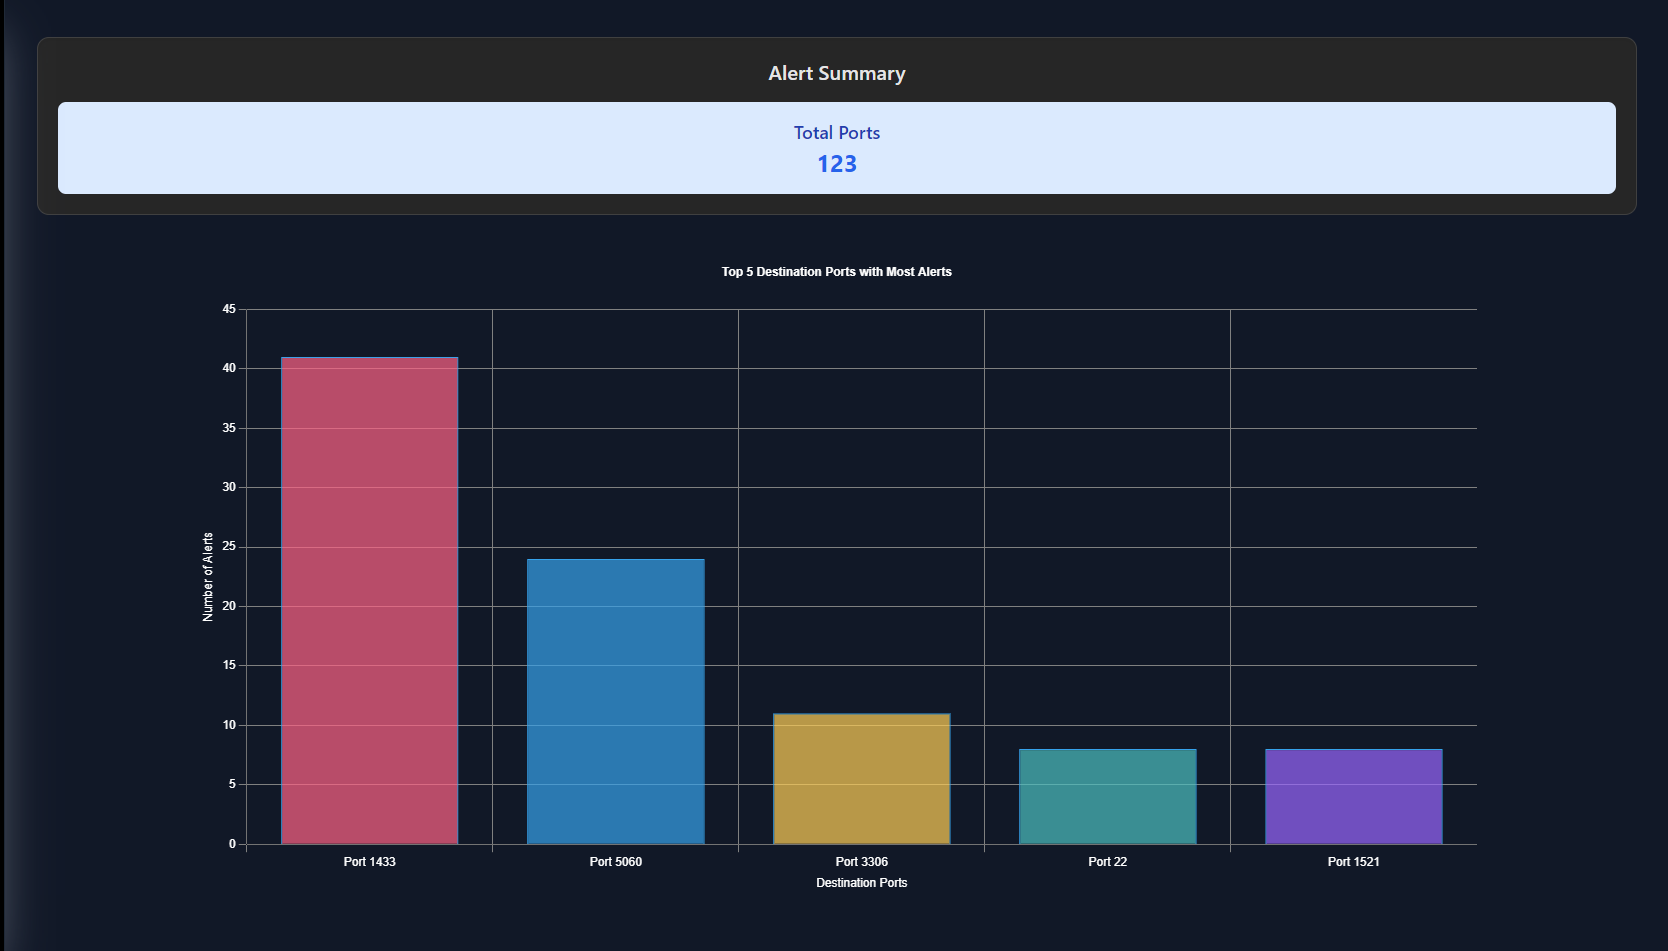 Alert Summary
Total Ports
123
Top 5 Destination Ports with Most Alerts
45
40
35
30
25
20
15
10
5
0
Number of Alerts
Port 1433
Port 5060
Port 3306
Port 22
Port 1521
Destination Ports